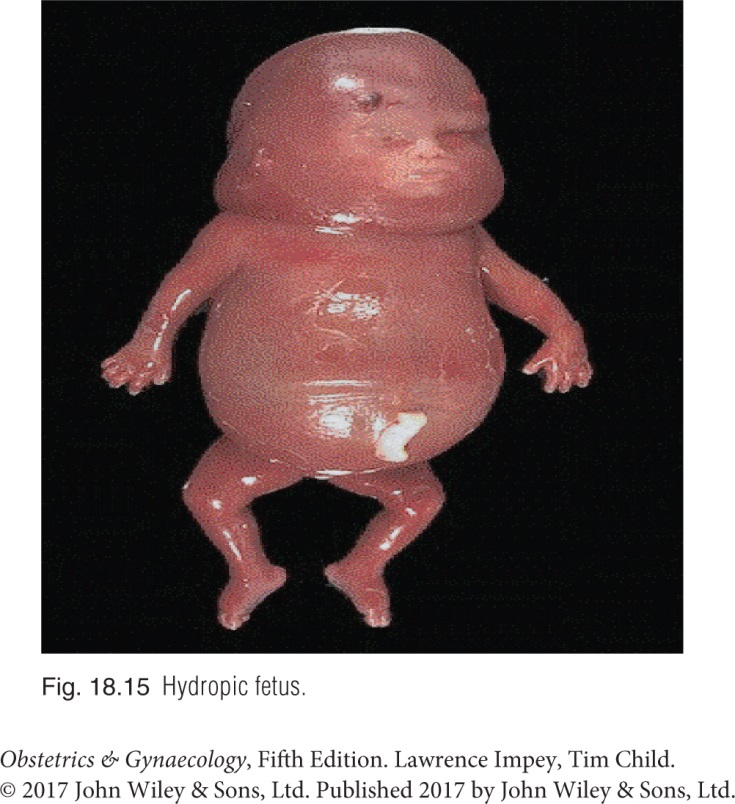 Fig. 18.15 Hydropic fetus.
Obstetrics & Gynaecology, Fifth Edition. Lawrence Impey, Tim Child.
© 2017 John Wiley & Sons, Ltd. Published 2017 by John Wiley & Sons, Ltd.